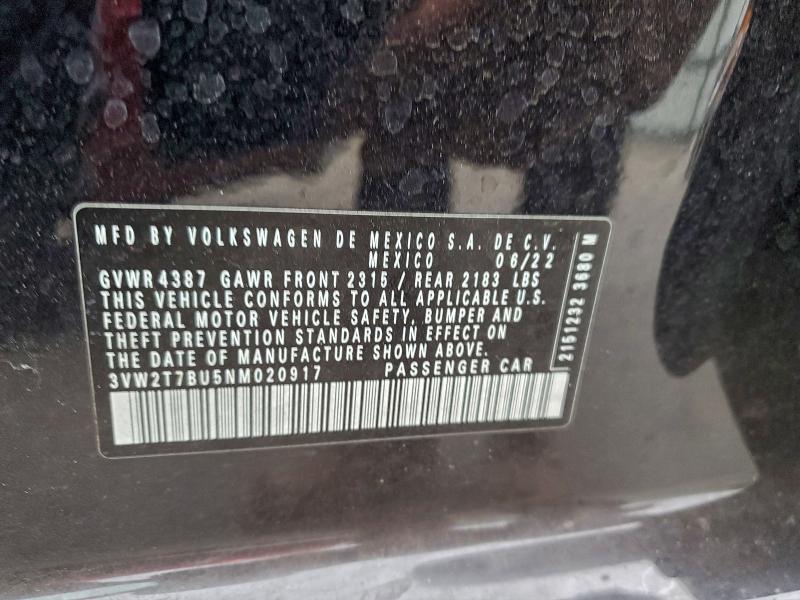 MFD BY VOLKSWAGEN DE MEXICO S.A. DE C.V.
MEXICO 06/22
GVWR 4387 GAWR FRONT 2315 / REAR 2183 LBS
THIS VEHICLE CONFORMS TO ALL APPLICABLE U.S.
FEDERAL MOTOR VEHICLE SAFETY, BUMPER AND
THEFT PREVENTION STANDARDS IN EFFECT ON
THE DATE OF MANUFACTURE SHOWN ABOVE.
3VW2T7BU5NM020917 PASSENGER CAR
2151232 3680 M